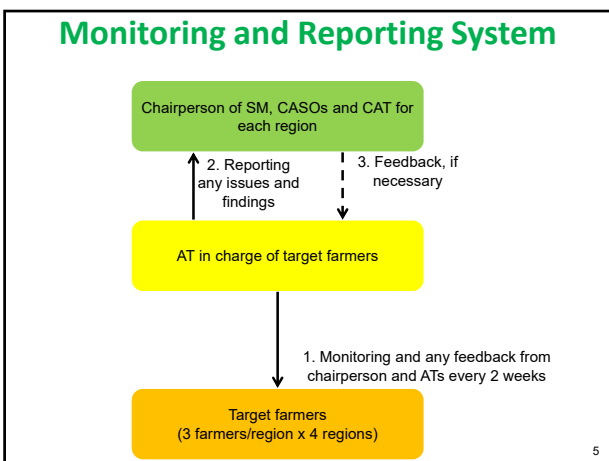 Monitoring and Reporting System
Chairperson of SM, CASOs and CAT for
each region
2. Reporting
any issues and
findings
3. Feedback, if
necessary
AT in charge of target farmers
1. Monitoring and any feedback from
chairperson and ATs every 2 weeks
Target farmers
(3 farmers/region x 4 regions)
5